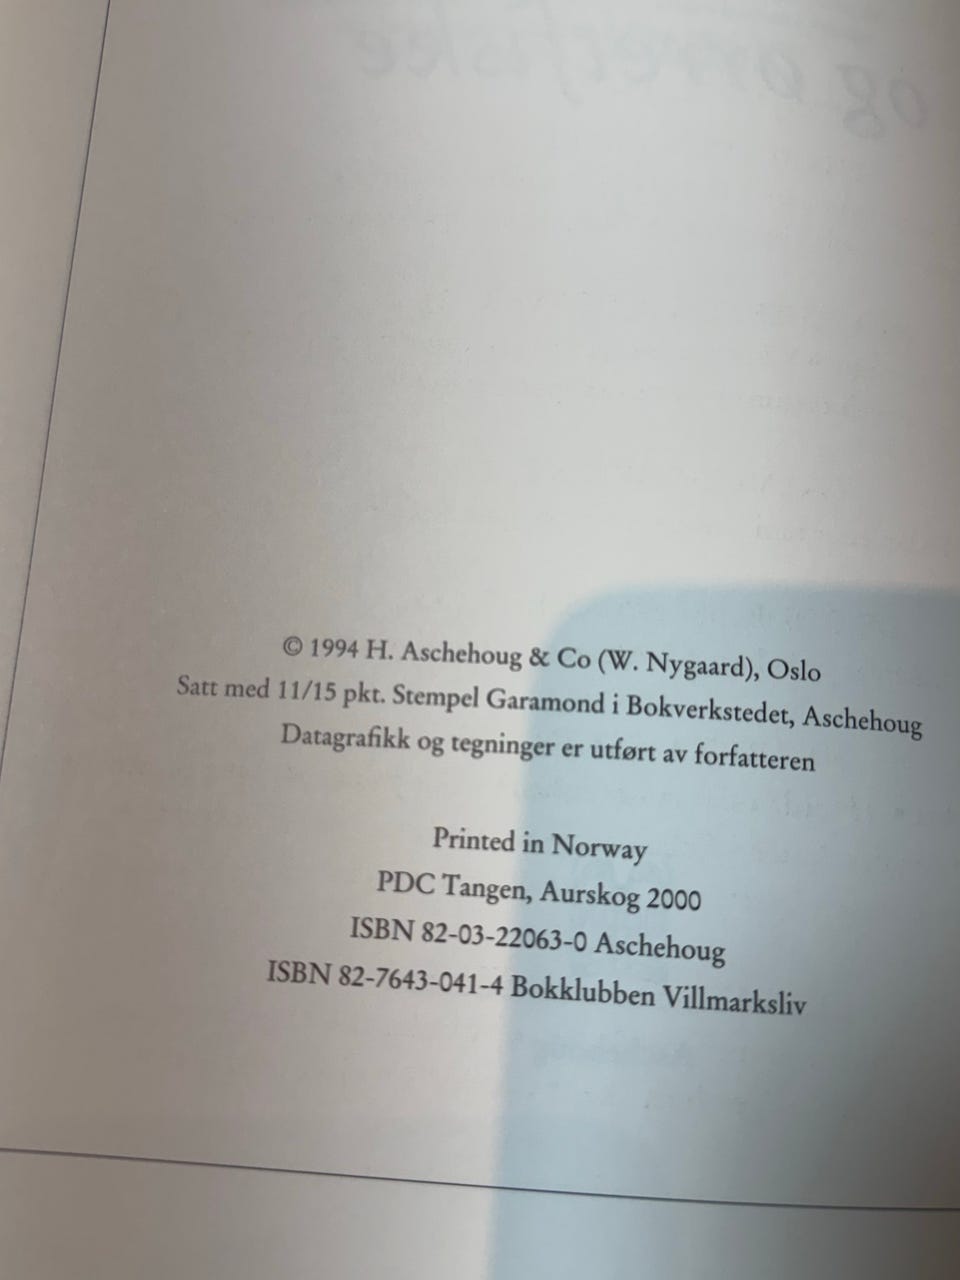 © 1994 H. Aschehoug & Co (W. Nygaard), Oslo
Satt med 11/15 pkt. Stempel Garamond i Bokverkstedet, Aschehoug
Datagrafikk og tegninger er utført av forfatteren
Printed in Norway
PDC Tangen, Aurskog 2000
ISBN 82-03-22063-0 Aschehoug
ISBN 82-7643-041-4 Bokklubben Villmarksliv